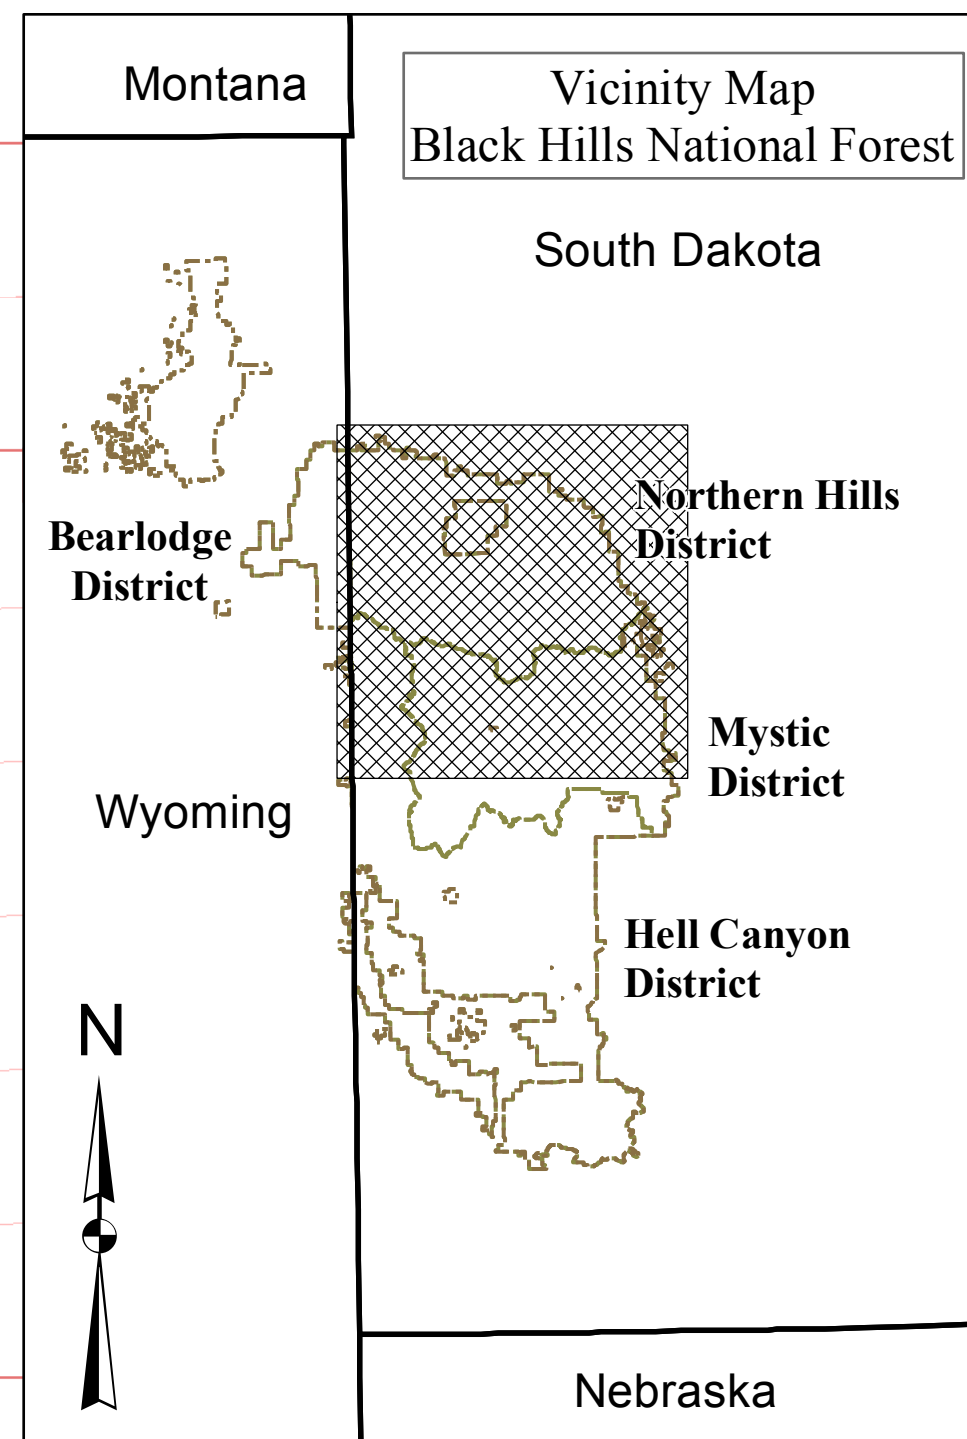 Montana
Vicinity Map
Black Hills National Forest
South Dakota
Northern Hills
District
Bearlodge
District
Mystic
District
Wyoming
Hell Canyon
District
N
Nebraska